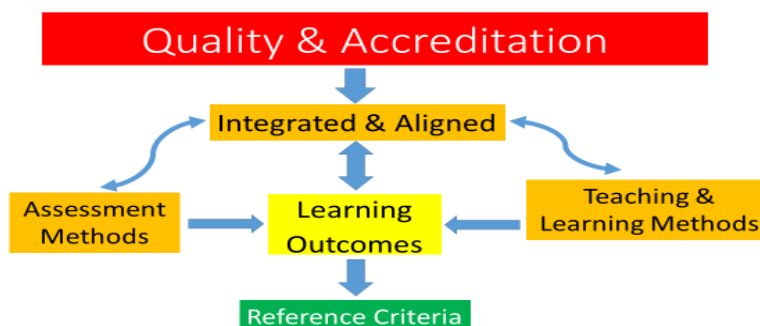 Quality & Accreditation
Integrated & Aligned
Assessment
Methods
Learning
Outcomes
Teaching &
Learning Methods
Reference Criteria